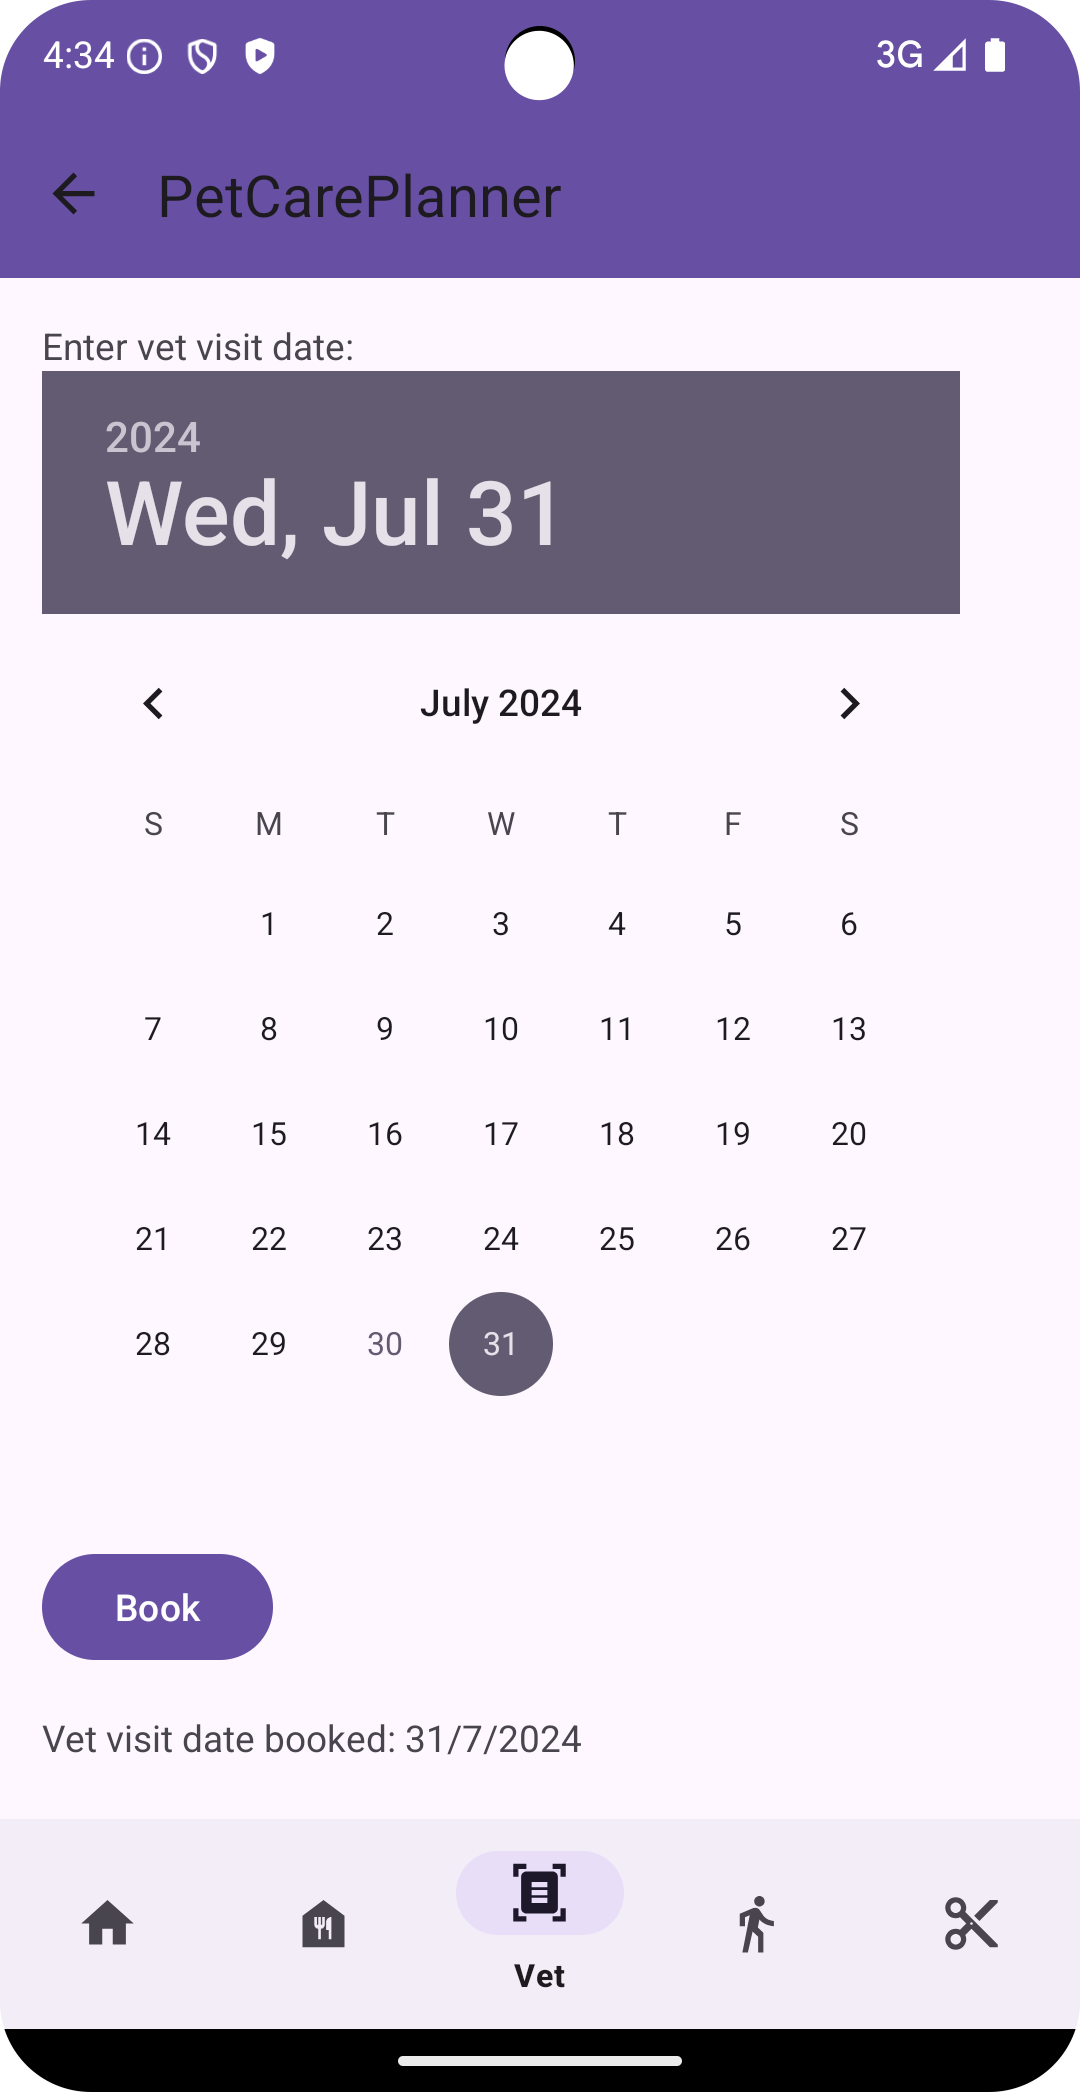 4:34
3G
PetCarePlanner
Enter vet visit date:
2024
Wed, Jul 31
July 2024
S M T W T F S
1 2 3 4 5 6
7 8 9 10 11 12 13
14 15 16 17 18 19 20
21 22 23 24 25 26 27
28 29 30 31
Book
Vet visit date booked: 31/7/2024
Vet